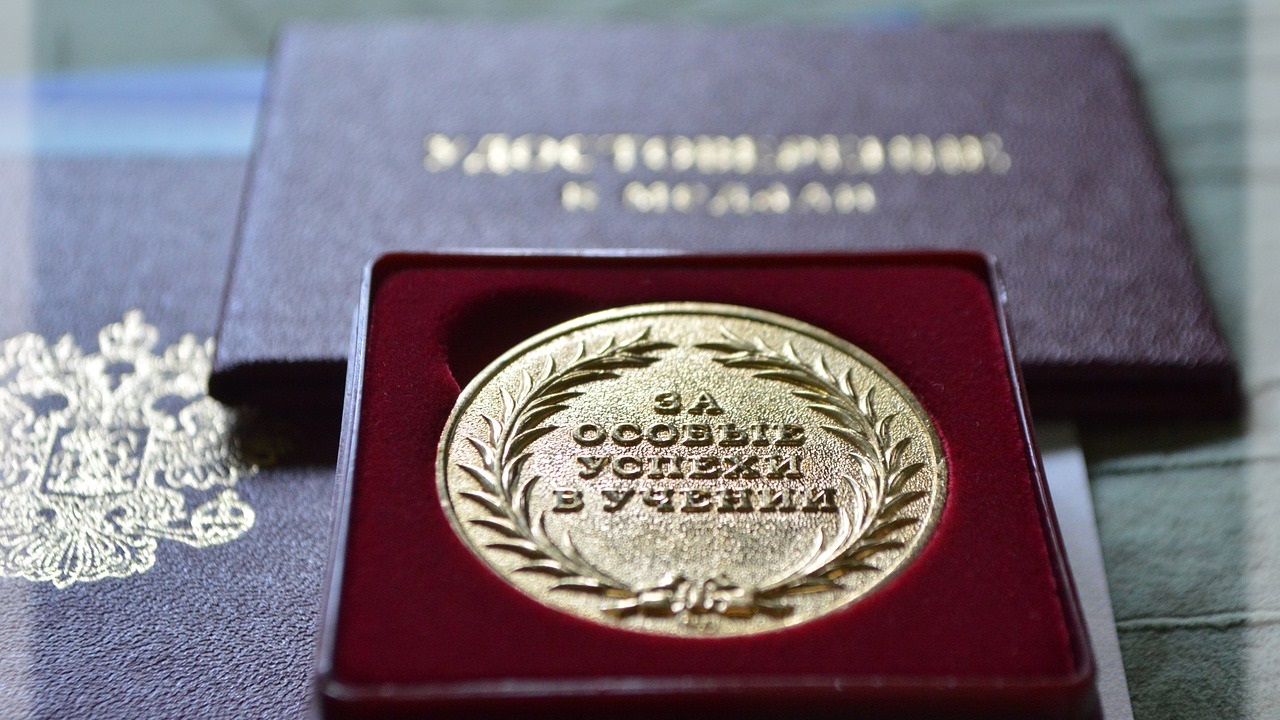 УДОСТОВЕРЕНИЕ
К МЕДАЛИ
ЗА
ОСОБЫЕ
УСПЕХИ
В УЧЕНИИ